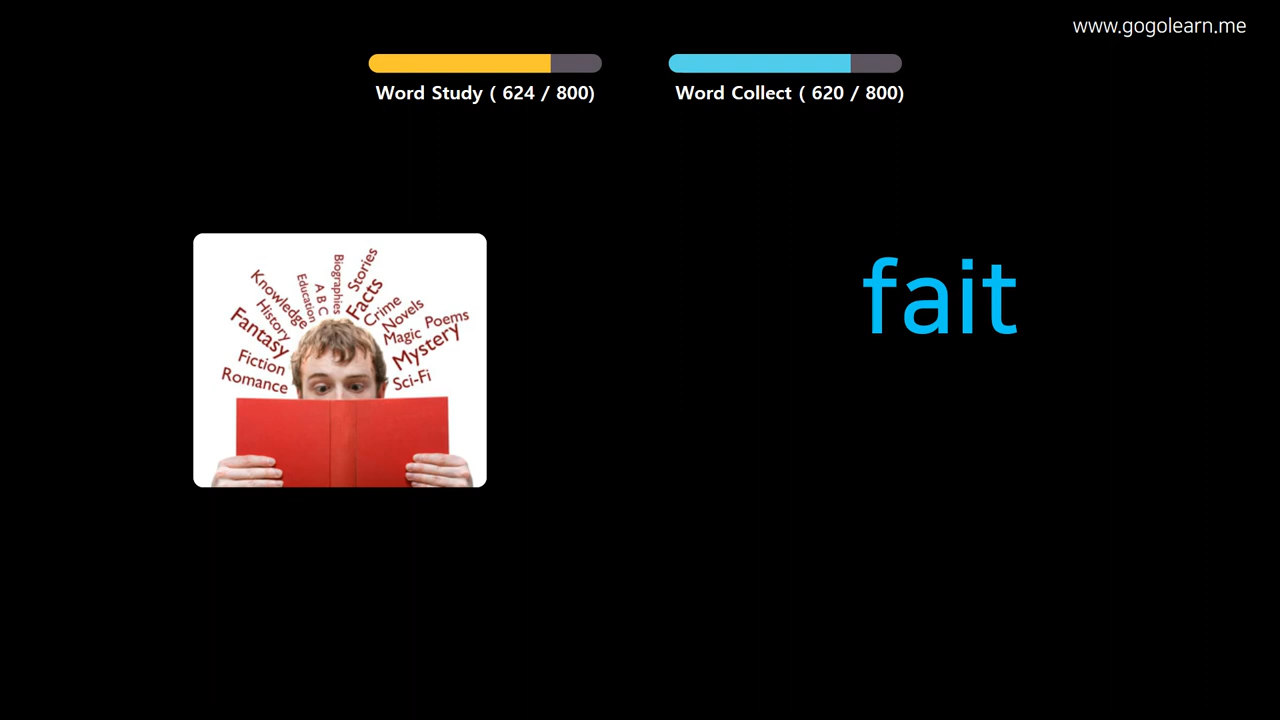 www.gogolearn.me
Word Study ( 624 / 800)
Word Collect ( 620 / 800)
fait
Romance
Fiction
Fantasy
History
Knowledge
Education
A B C
Biographies
Stories
Facts
Crime
Novels
Magic
Poems
Mystery
Sci-Fi